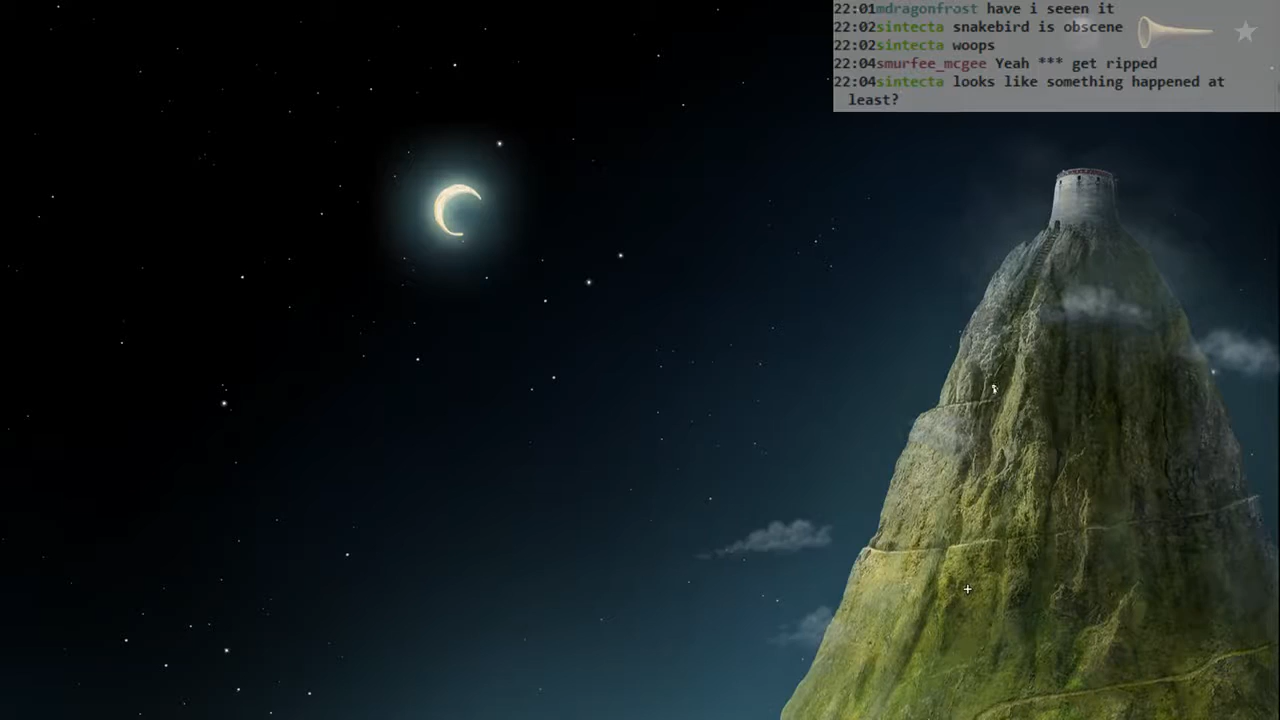 22:01mdragonfrost have i seeen it
22:02sintecta snakebird is obscene
22:02sintecta woops
22:04smurfee_mcgee Yeah *** get ripped
22:04sintecta looks like something happened at
least?